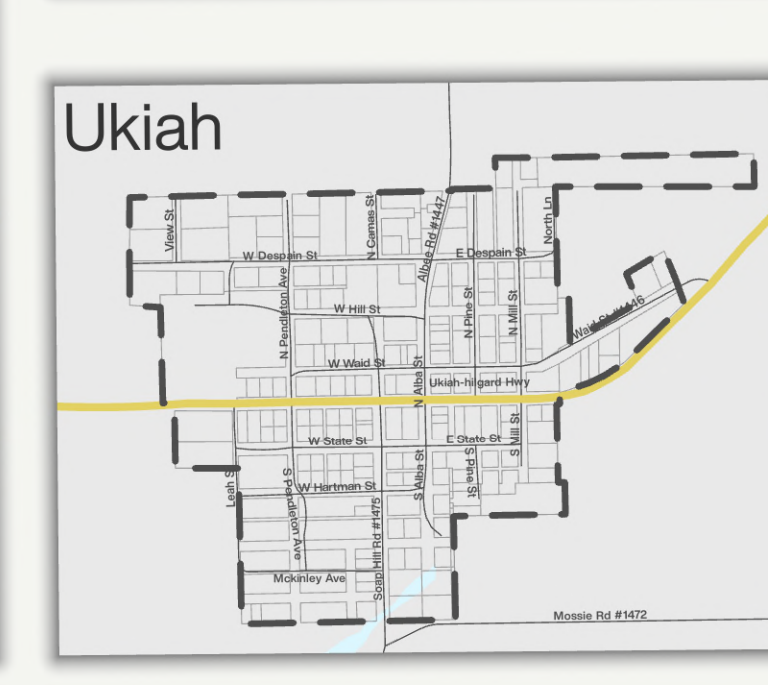 Ukiah
View St
N Camas St
Albee Rd #1447
North Ln
W Despain St
E Despain St
N Pendleton Ave
W Hill St
N Pine St
N Mill St
Waid St #1446
W Waid St
N Alba St
Ukiah-hilgard Hwy
W State St
E State St
S Mill St
Leah S
S Pendleton Ave
W Hartman St
S Alba St
S Pine St
Soap Hill Rd #1475
Mckinley Ave
Mossie Rd #1472